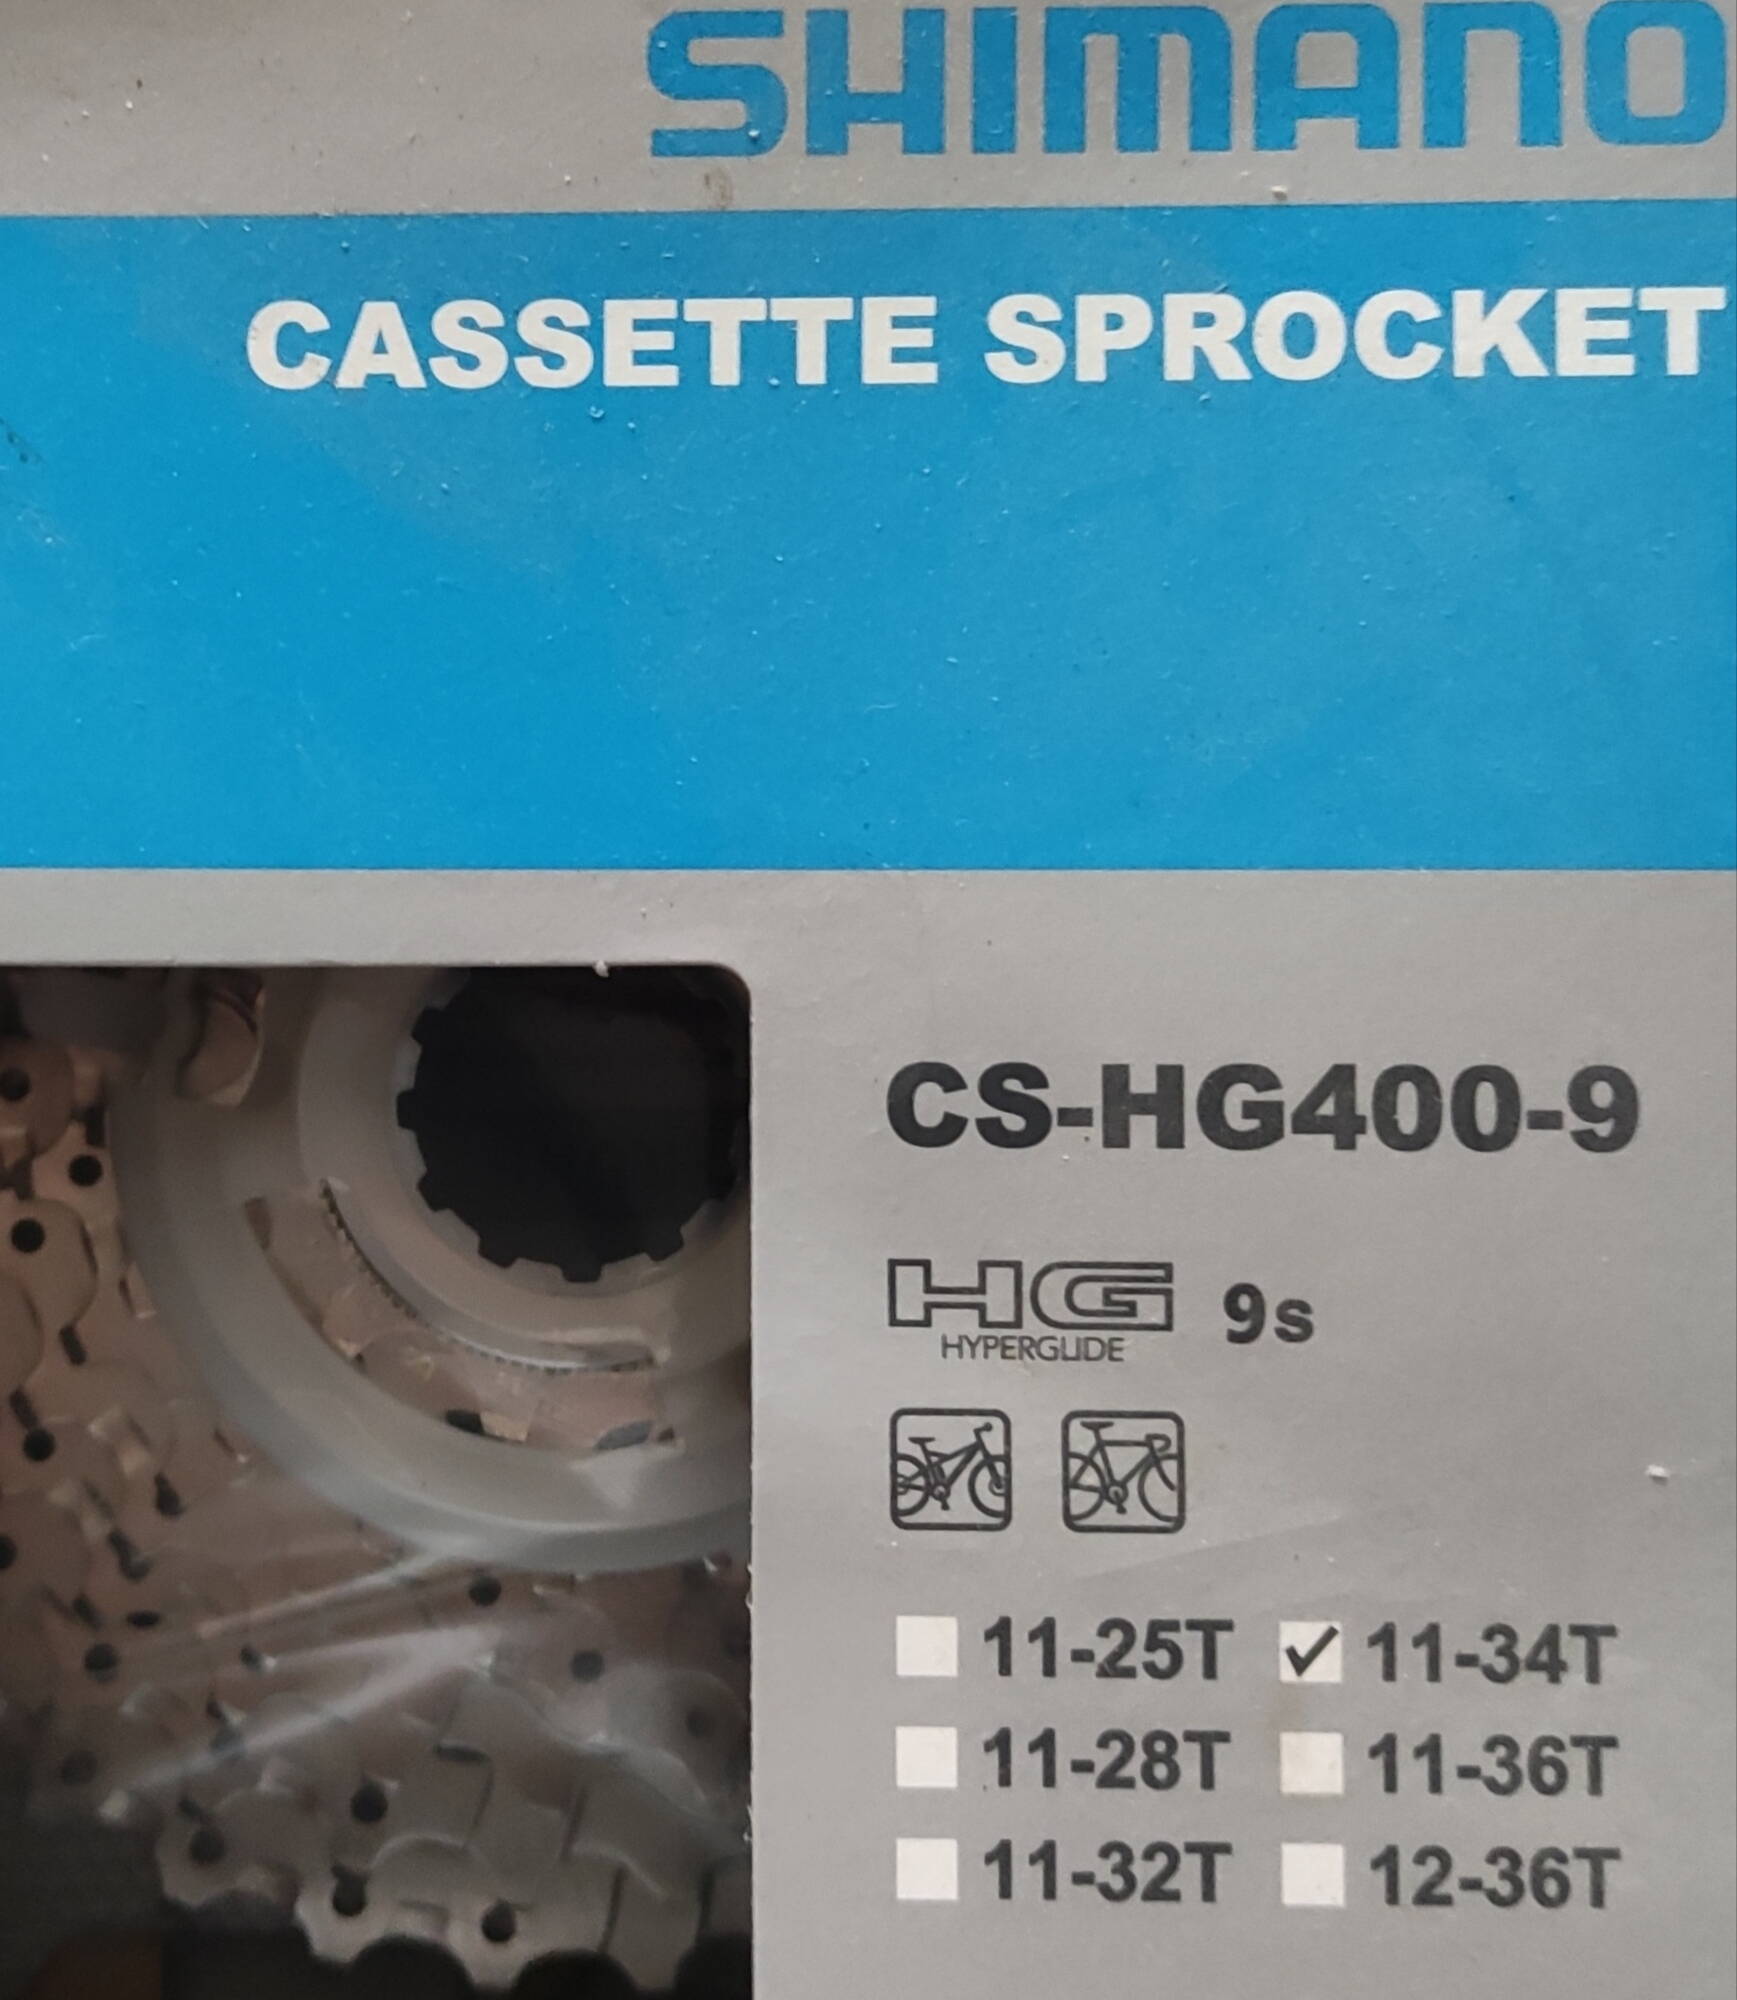 SHIMANO
CASSETTE SPROCKET
CS-HG400-9
HG 9s
HYPERGLIDE
11-25T ✓ 11-34T
11-28T 11-36T
11-32T 12-36T